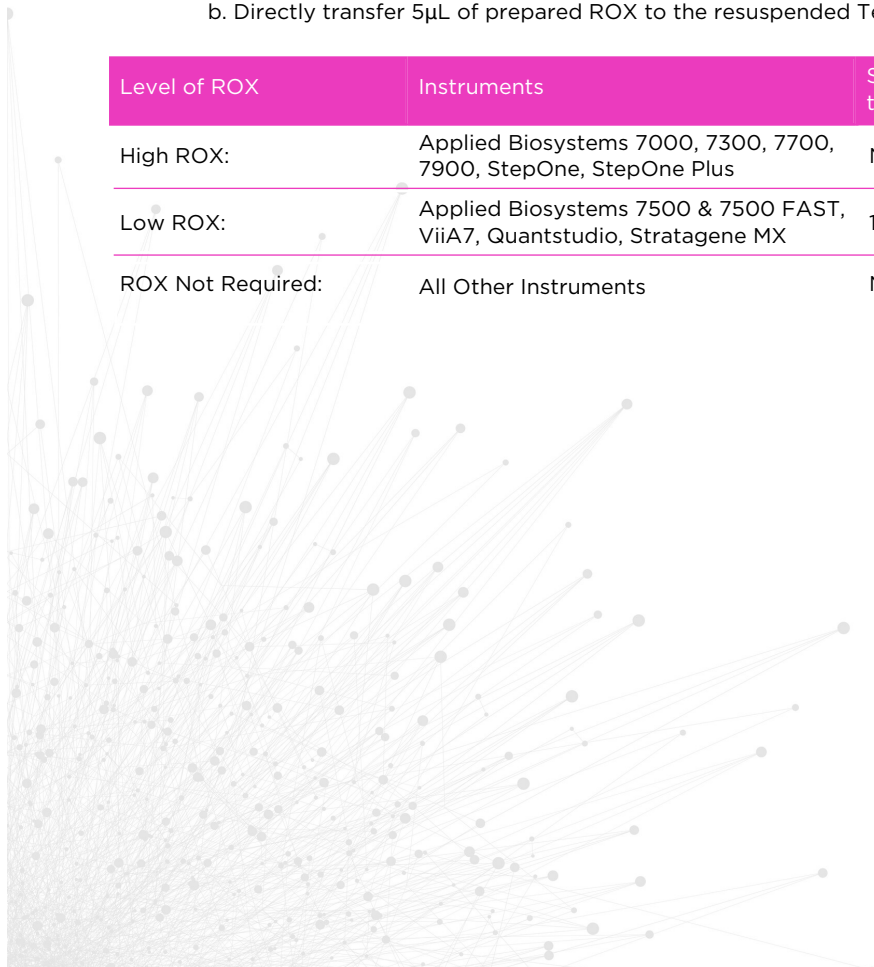 b. Directly transfer 5μL of prepared ROX to the resuspended
Level of ROX
Instruments
High ROX:
Applied Biosystems 7000, 7300, 7700,
7900, StepOne, StepOne Plus
Low ROX:
Applied Biosystems 7500 & 7500 FAST,
ViiA7, Quantstudio, Stratagene MX
ROX Not Required:
All Other Instruments